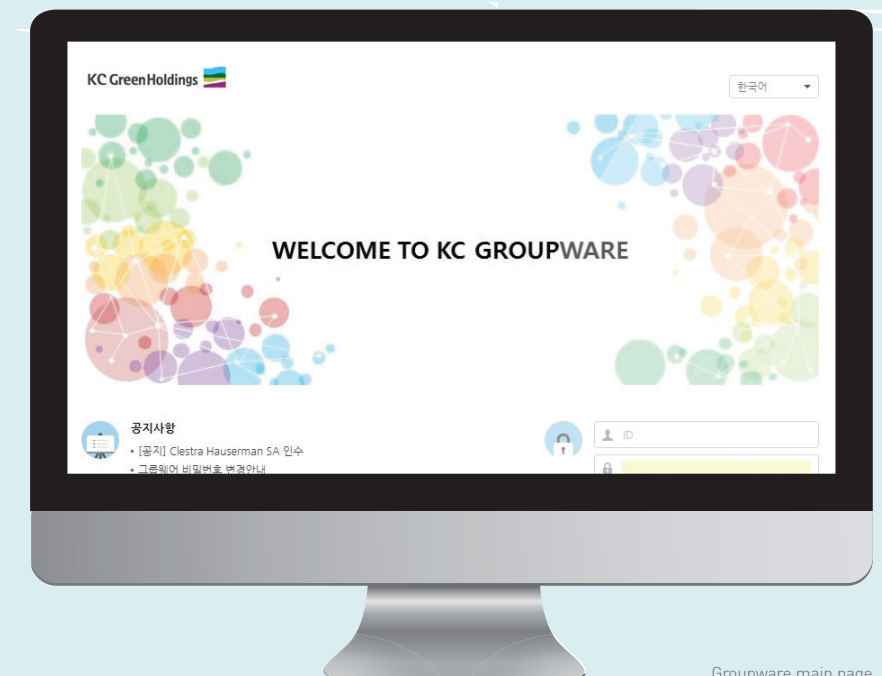 KC GreenHoldings
한국어
WELCOME TO KC GROUPWARE
공지사항
• [공지] Clestra Hauserman SA 인수
• 그룹웨어 비밀번호 변경안내
ID
Groupware main page